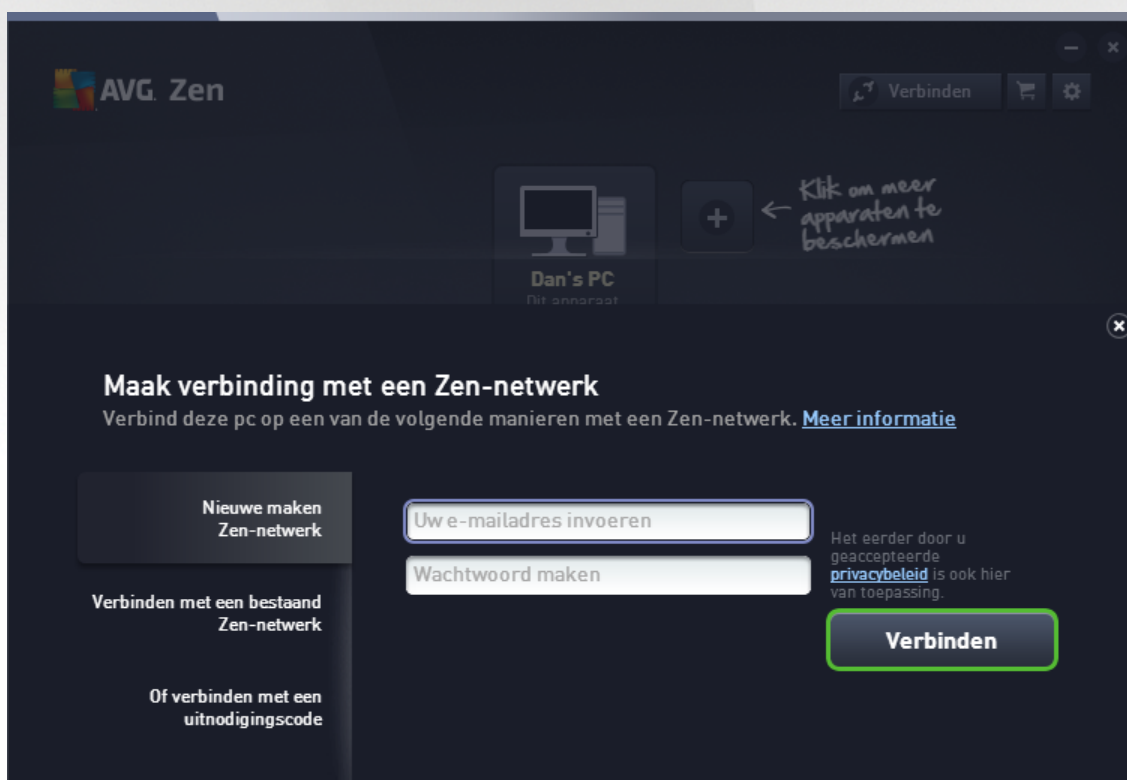 AVG. Zen
Verbinden
Klik om meer
apparaten te
beschermen
Dan's PC
Dit apparaat
Maak verbinding met een Zen-netwerk
Verbind deze pc op een van de volgende manieren met een Zen-netwerk. Meer informatie
Nieuwe maken
Zen-netwerk
Verbinden met een bestaand
Zen-netwerk
Of verbinden met een
uitnodigingscode
Uw e-mailadres invoeren
Wachtwoord maken
Het eerder door u
geaccepteerde
privacybeleid is ook hier
van toepassing.
Verbinden